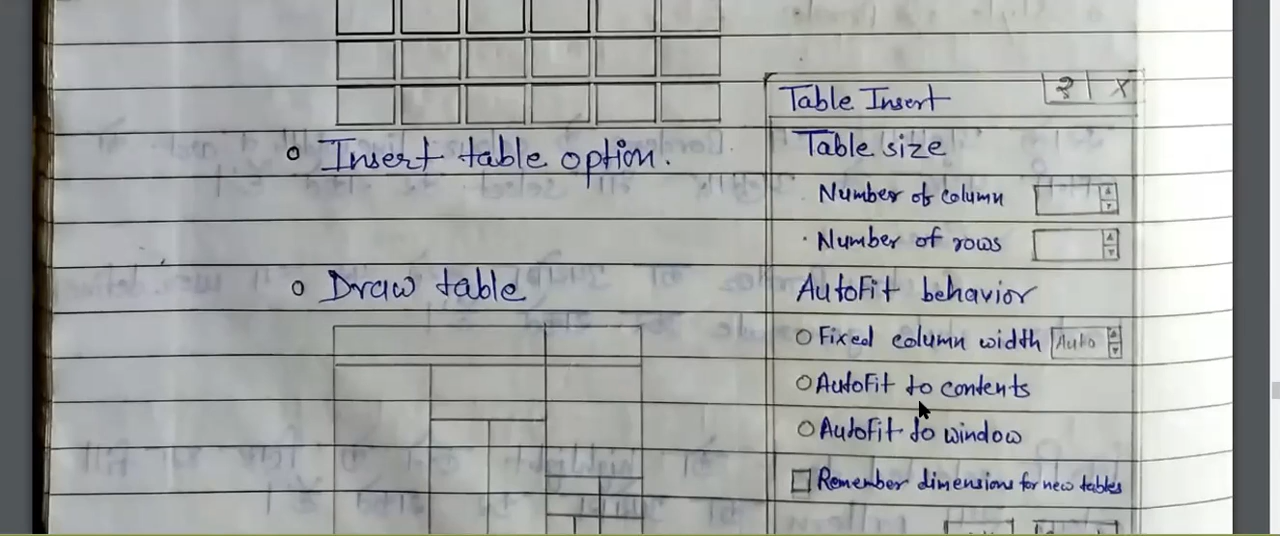 Table Insert ? X
Table size
Insert table option.
Number of column
Number of rows
Draw table
AutoFit behavior
Fixed column width Auto
AutoFit to contents
AutoFit to window
Remember dimensions for new tables